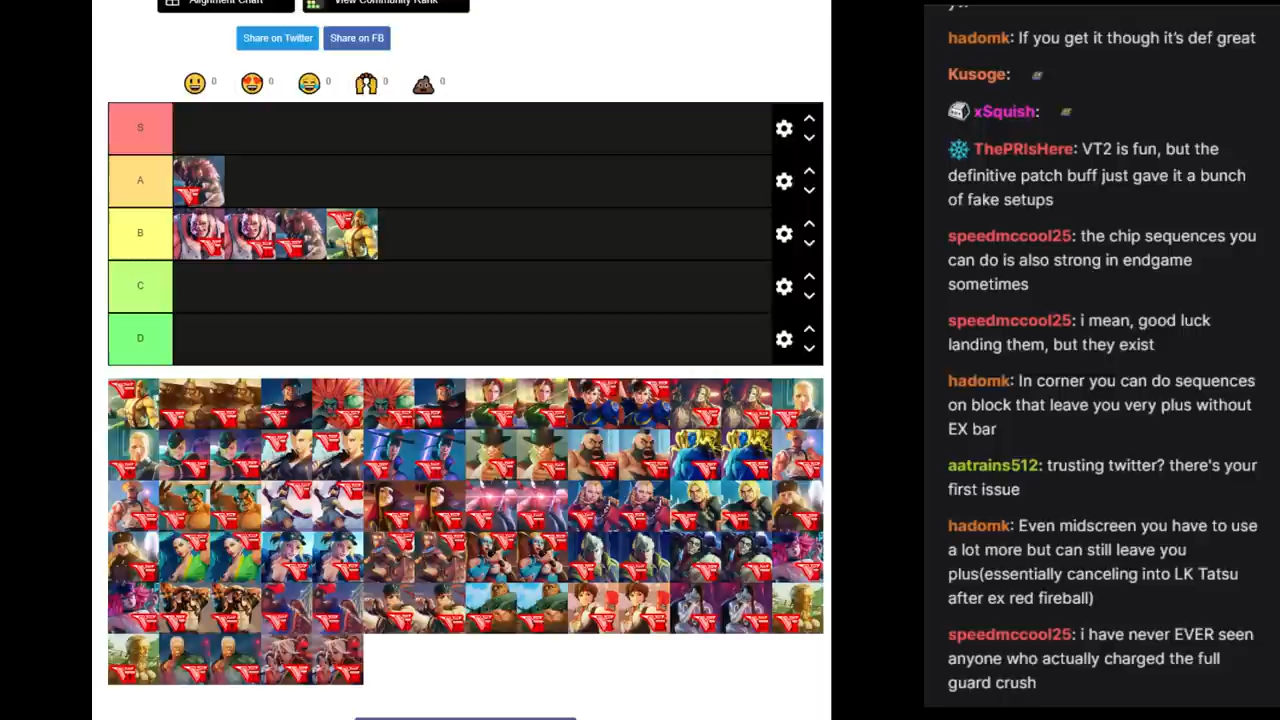 Alignment Chart
View Community Rank
Share on Twitter
Share on FB
0
0
0
0
0
S
A
B
C
D
hadomk: If you get it though it's def great
Kusoge:
xSquish:
ThePRIsHere: VT2 is fun, but the
definitive patch buff just gave it a bunch
of fake setups
speedmccool25: the chip sequences you
can do is also strong in endgame
sometimes
speedmccool25: i mean, good luck
landing them, but they exist
hadomk: In corner you can do sequences
on block that leave you very plus without
EX bar
aatrains512: trusting twitter? there's your
first issue
hadomk: Even midscreen you have to use
a lot more but can still leave you
plus(essentially canceling into LK Tatsu
after ex red fireball)
speedmccool25: i have never EVER seen
anyone who actually charged the full
guard crush